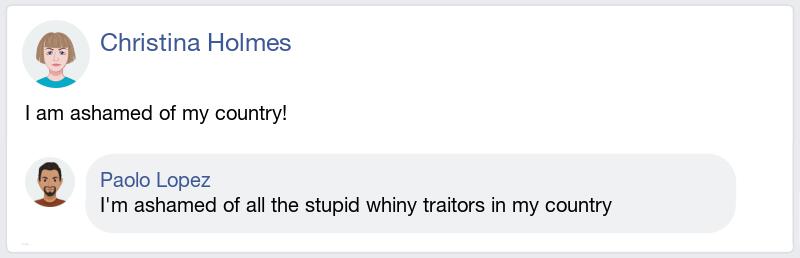 Christina Holmes
I am ashamed of my country!
Paolo Lopez
I'm ashamed of all the stupid whiny traitors in my country